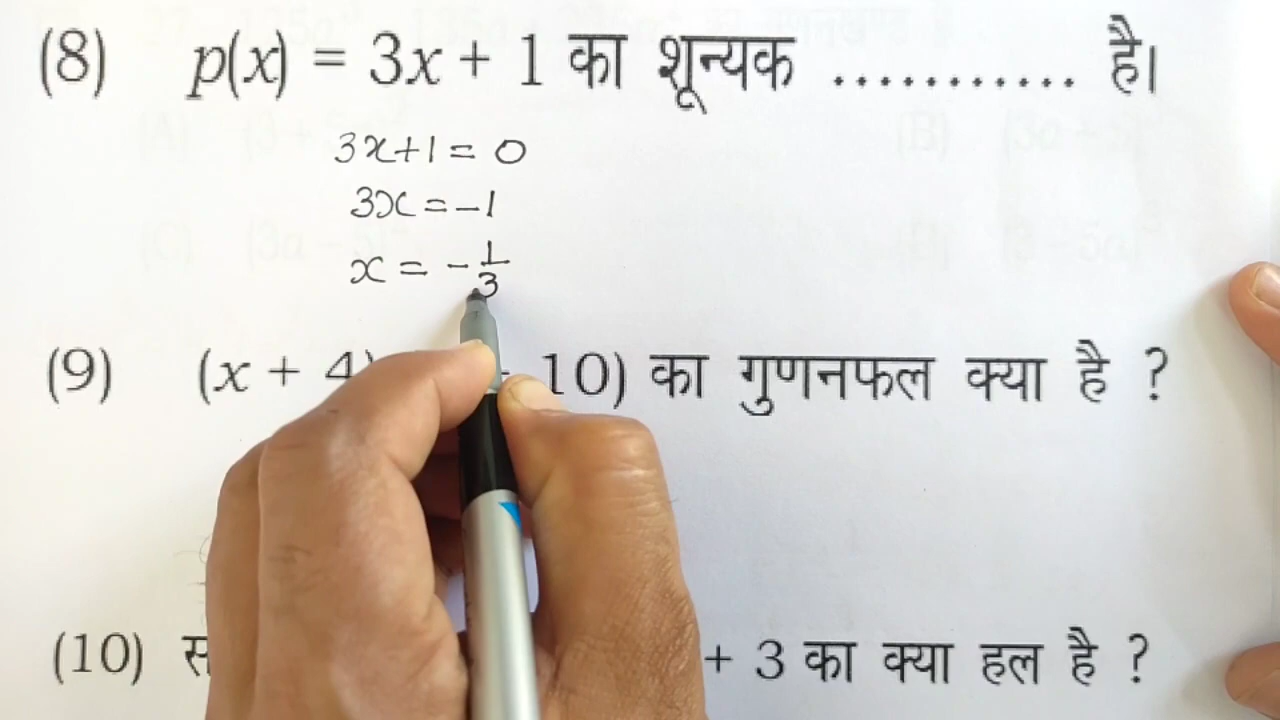 (8) p(x) = 3x + 1 का शून्यक ........... है।
3x+1 = 0
3x = -1
x = -1/3
(9) (x + 4) 10) का गुणनफल क्या है ?
(10) + 3 का क्या हल है ?